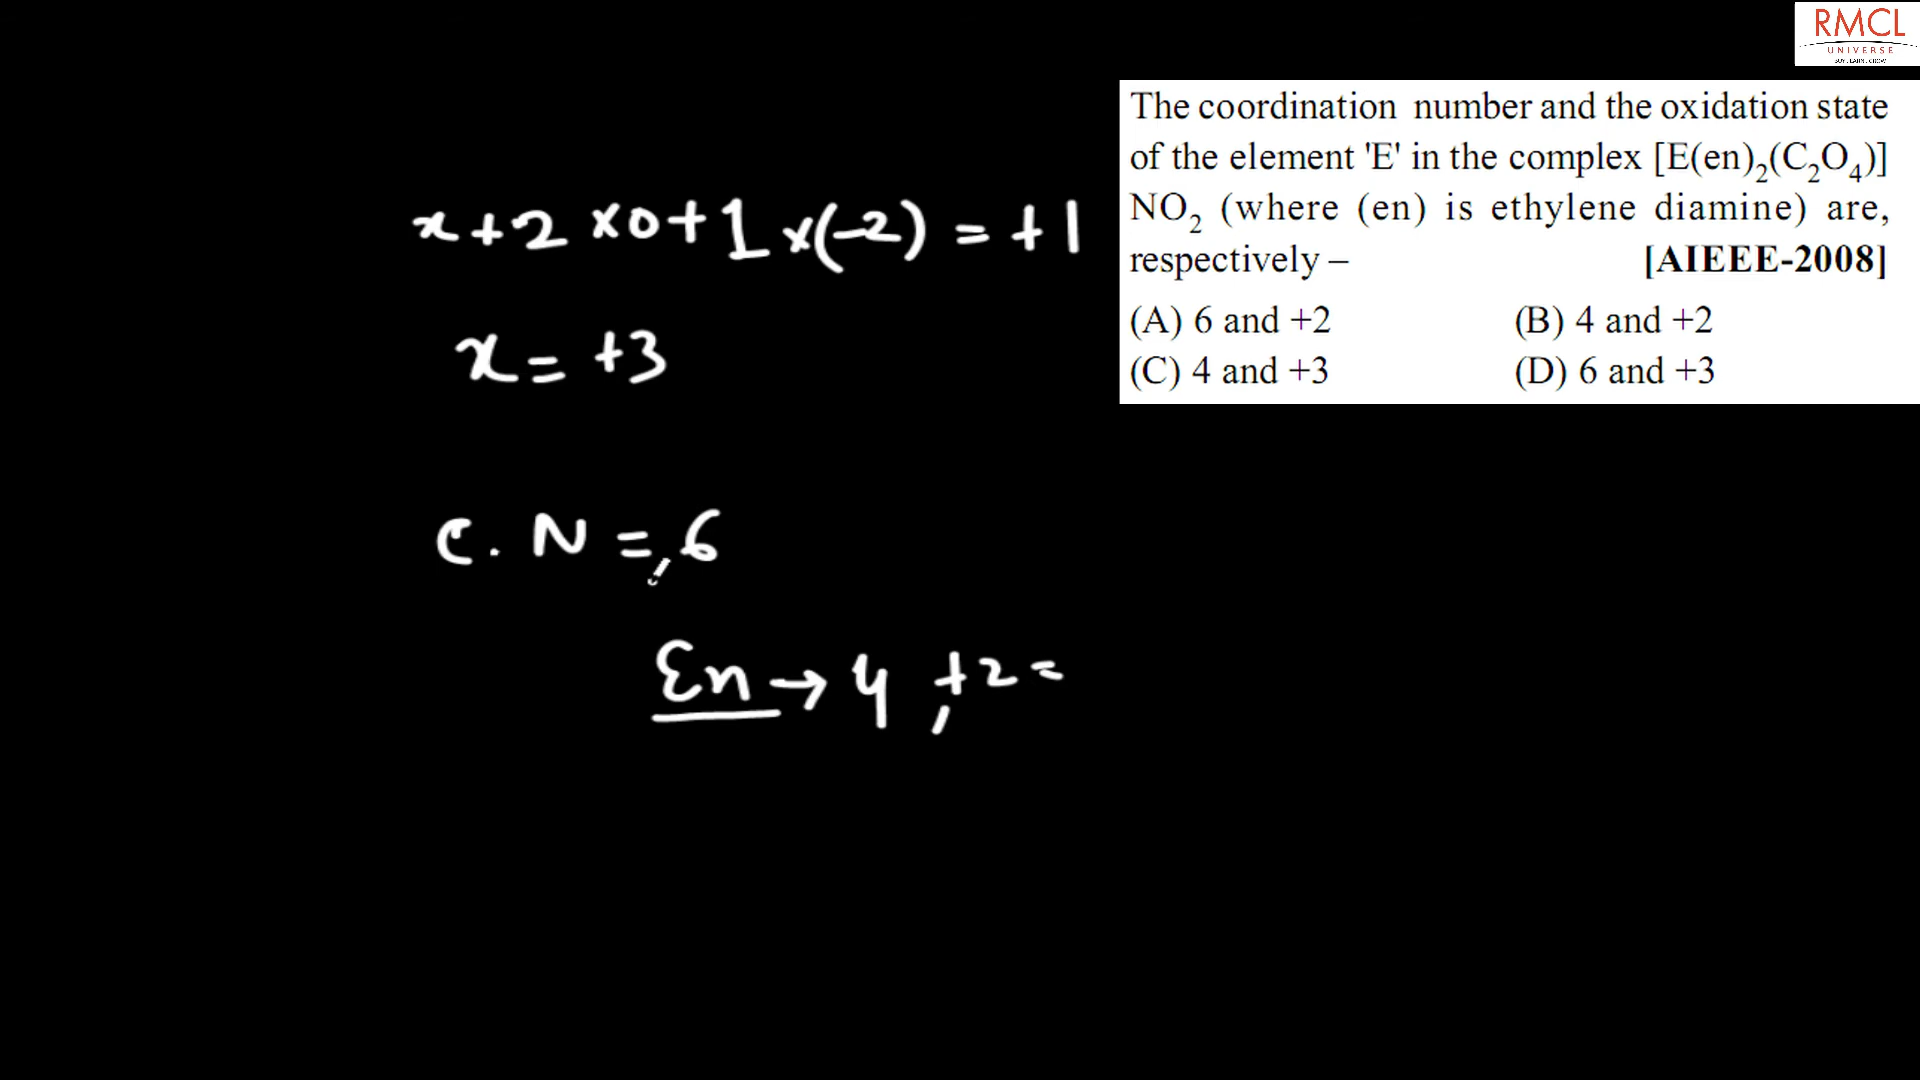 RMCL
UNIVERSE
The coordination number and the oxidation state
of the element 'E' in the complex [E(en)₂(C₂O₄)]
NO₂ (where (en) is ethylene diamine) are,
respectively – [AIEEE-2008]
(A) 6 and +2 (B) 4 and +2
(C) 4 and +3 (D) 6 and +3
x+2 ×0+1 ×(-2) = +1
x = +3
C. N = 6
En → 4 +2 =